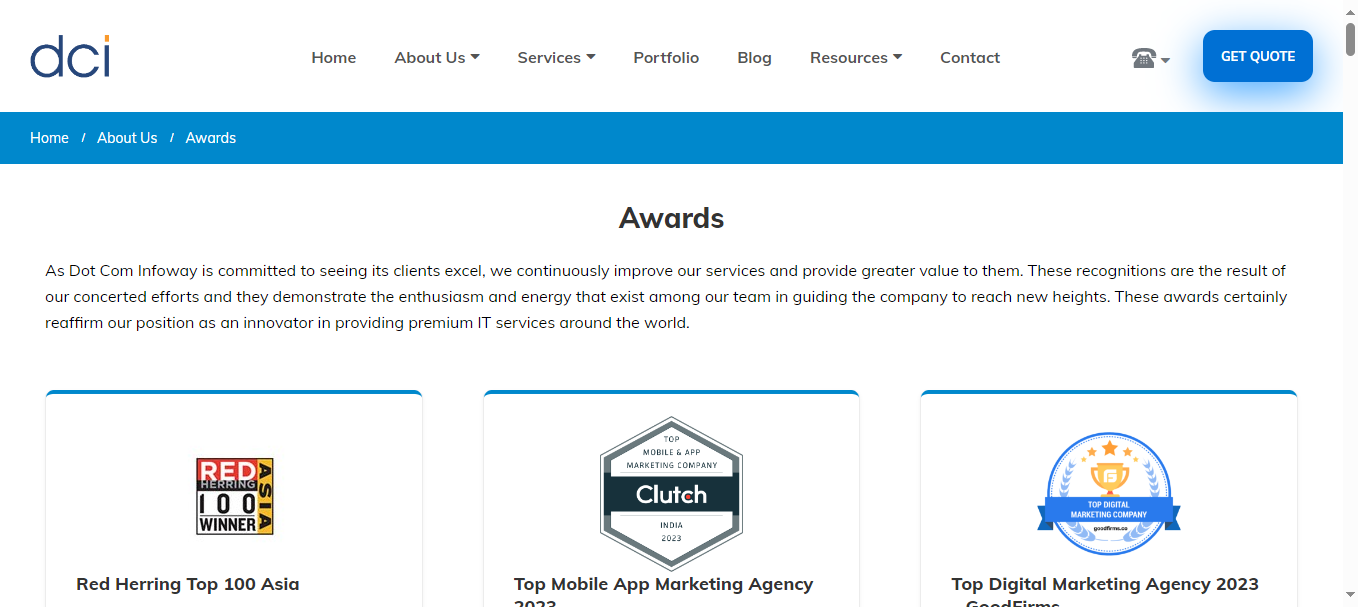 dci
Home
About Us
Services
Portfolio
Blog
Resources
Contact
GET QUOTE
Home / About Us / Awards
Awards
As Dot Com Infoway is committed to seeing its clients excel, we continuously improve our services and provide greater value to them. These recognitions are the result of
our concerted efforts and they demonstrate the enthusiasm and energy that exist among our team in guiding the company to reach new heights. These awards certainly
reaffirm our position as an innovator in providing premium IT services around the world.
RED
HERRING
100
WINNER
ASIA
Red Herring Top 100 Asia
TOP
MOBILE & APP
MARKETING COMPANY
Clutch
INDIA
2023
Top Mobile App Marketing Agency
2023
TOP DIGITAL
MARKETING COMPANY
goodfirms.co
Top Digital Marketing Agency 2023
– GoodFirms